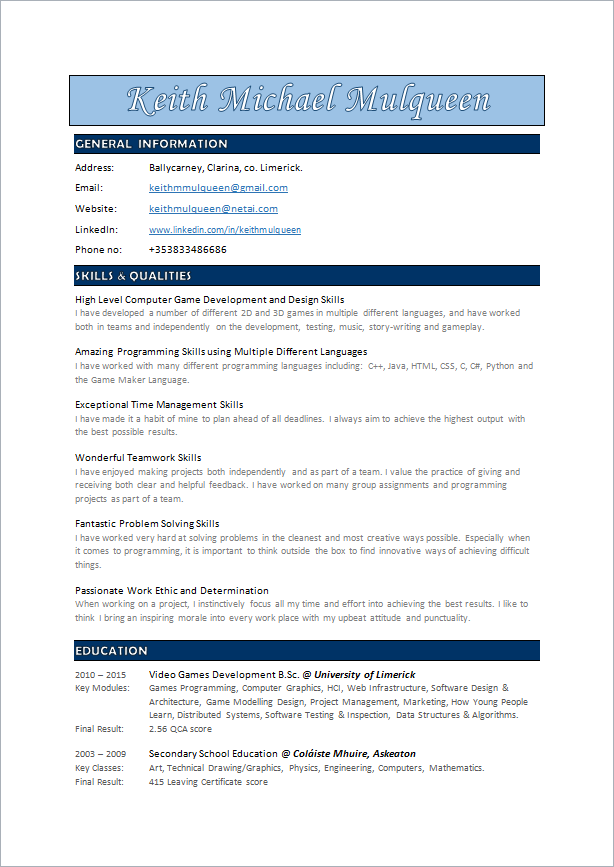 Keith Michael Mulqueen
GENERAL INFORMATION
Address: Ballycarney, Clarina, co. Limerick.
Email: keithmmulqueen@gmail.com
Website: keithmulqueen@netai.com
LinkedIn: www.linkedin.com/in/keithmulqueen
Phone no: +353833486686
SKILLS & QUALITIES
High Level Computer Game Development and Design Skills
I have developed a number of different 2D and 3D games in multiple different languages, and have worked
both in teams and independently on the development, testing, music, story-writing and gameplay.
Amazing Programming Skills using Multiple Different Languages
I have worked with many different programming languages including: C++, Java, HTML, CSS, C, C#, Python and
the Game Maker Language.
Exceptional Time Management Skills
I have made it a habit of mine to plan ahead of all deadlines. I always aim to achieve the highest output with
the best possible results.
Wonderful Teamwork Skills
I have enjoyed making projects both independently and as part of a team. I value the practice of giving and
receiving both clear and helpful feedback. I have worked on many group assignments and programming
projects as part of a team.
Fantastic Problem Solving Skills
I have worked very hard at solving problems in the cleanest and most creative ways possible. Especially when
it comes to programming, it is important to think outside the box to find innovative ways of achieving difficult
things.
Passionate Work Ethic and Determination
When working on a project, I instinctively focus all my time and effort into achieving the best results. I like to
think I bring an inspiring morale into every work place with my upbeat attitude and punctuality.
EDUCATION
2010 – 2015 Video Games Development B.Sc. @ University of Limerick
Key Modules: Games Programming, Computer Graphics, HCI, Web Infrastructure, Software Design &
Architecture, Game Modelling Design, Project Management, Marketing, How Young People
Learn, Distributed Systems, Software Testing & Inspection, Data Structures & Algorithms.
Final Result: 2.56 QCA score
2003 – 2009 Secondary School Education @ Coláiste Mhuire, Askeaton
Key Classes: Art, Technical Drawing/Graphics, Physics, Engineering, Computers, Mathematics.
Final Result: 415 Leaving Certificate score